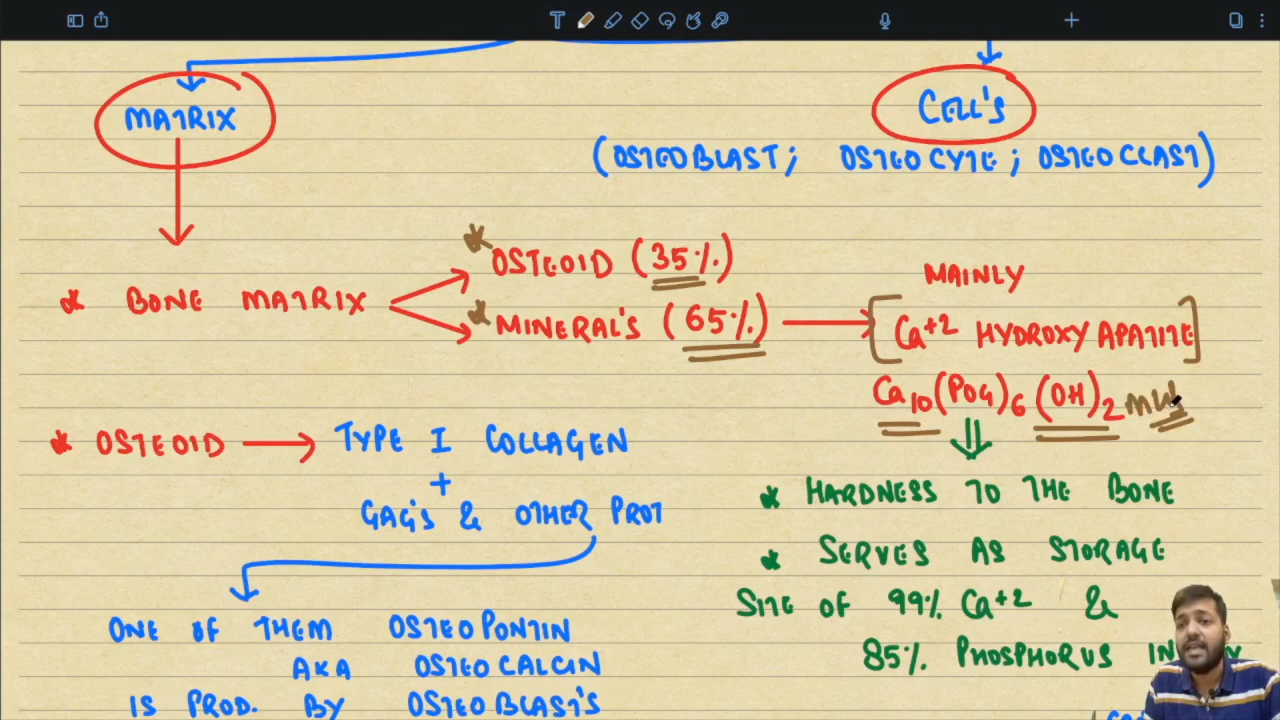 MATRIX
CELL'S
(OSTEOBLAST; OSTEOCYTE; OSTEOCLAST)
* BONE MATRIX
* OSTEOID (35%)
* MINERAL'S (65%)
MAINLY
[Ca+2 HYDROXY APATITE]
Ca10(PO4)6(OH)2
* OSTEOID → TYPE I COLLAGEN
+
GAG'S & OTHER PROT
ONE OF THEM OSTEOPONTIN
AKA OSTEOCALCIN
IS PROD. BY OSTEOBLAST'S
* HARDNESS TO THE BONE
* SERVES AS STORAGE
SITE OF 99% Ca+2 &
85% PHOSPHORUS